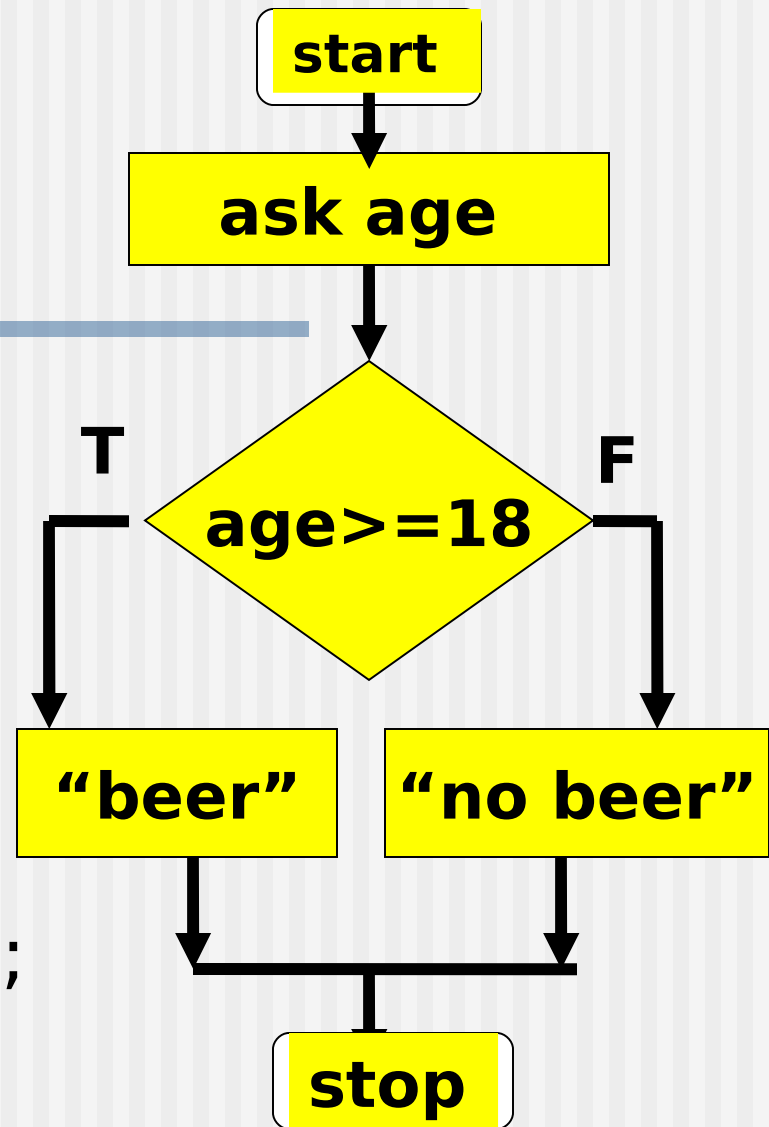 start
ask age
T
F
age>=18
“beer”
“no beer”
;
stop